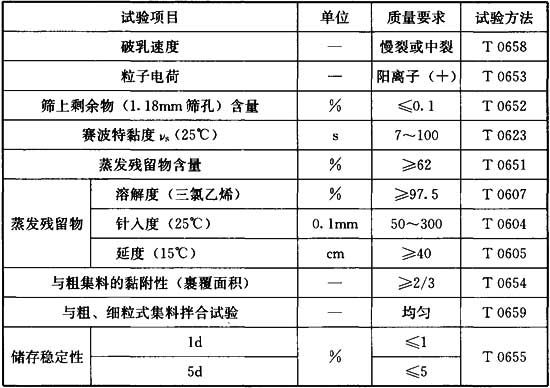 试验项目 单位 质量要求 试验方法
破乳速度 — 慢裂或中裂 T 0658
粒子电荷 — 阳离子（+） T 0653
筛上剩余物（1.18mm筛孔）含量 % ≤0.1 T 0652
赛波特黏度νs（25℃） s 7～100 T 0623
蒸发残留物含量 % ≥62 T 0651
蒸发残留物 溶解度（三氯乙烯） % ≥97.5 T 0607
针入度（25℃） 0.1mm 50～300 T 0604
延度（15℃） cm ≥40 T 0605
与粗集料的黏附性（裹覆面积） — ≥2/3 T 0654
与粗、细粒式集料拌合试验 — 均匀 T 0659
储存稳定性 1d % ≤1 T 0655
5d ≤5